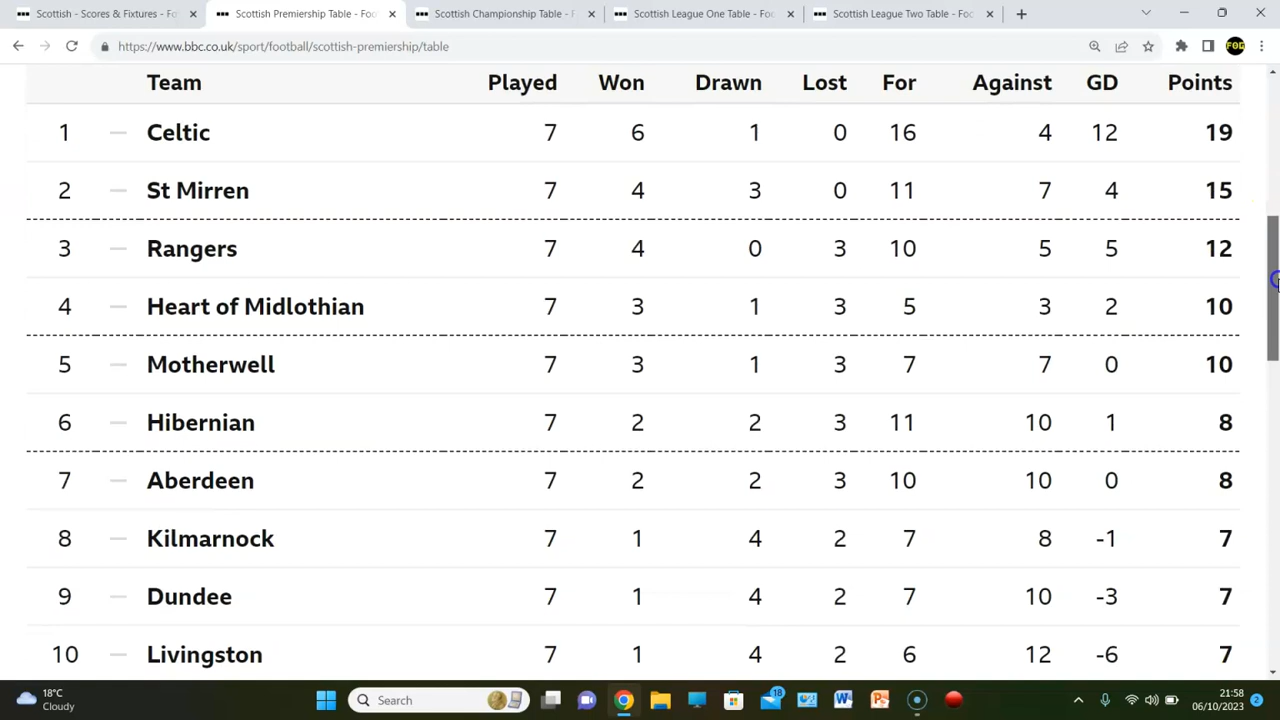 Scottish - Scores & Fixtures - Fo
Scottish Premiership Table - Foo
Scottish Championship Table - F
Scottish League One Table - Foo
Scottish League Two Table - Foo
https://www.bbc.co.uk/sport/football/scottish-premiership/table
Team Played Won Drawn Lost For Against GD Points
1 Celtic 7 6 1 0 16 4 12 19
2 St Mirren 7 4 3 0 11 7 4 15
3 Rangers 7 4 0 3 10 5 5 12
4 Heart of Midlothian 7 3 1 3 5 3 2 10
5 Motherwell 7 3 1 3 7 7 0 10
6 Hibernian 7 2 2 3 11 10 1 8
7 Aberdeen 7 2 2 3 10 10 0 8
8 Kilmarnock 7 1 4 2 7 8 -1 7
9 Dundee 7 1 4 2 7 10 -3 7
10 Livingston 7 1 4 2 6 12 -6 7
18°C
Cloudy
Search
18
21:58
06/10/2023
2